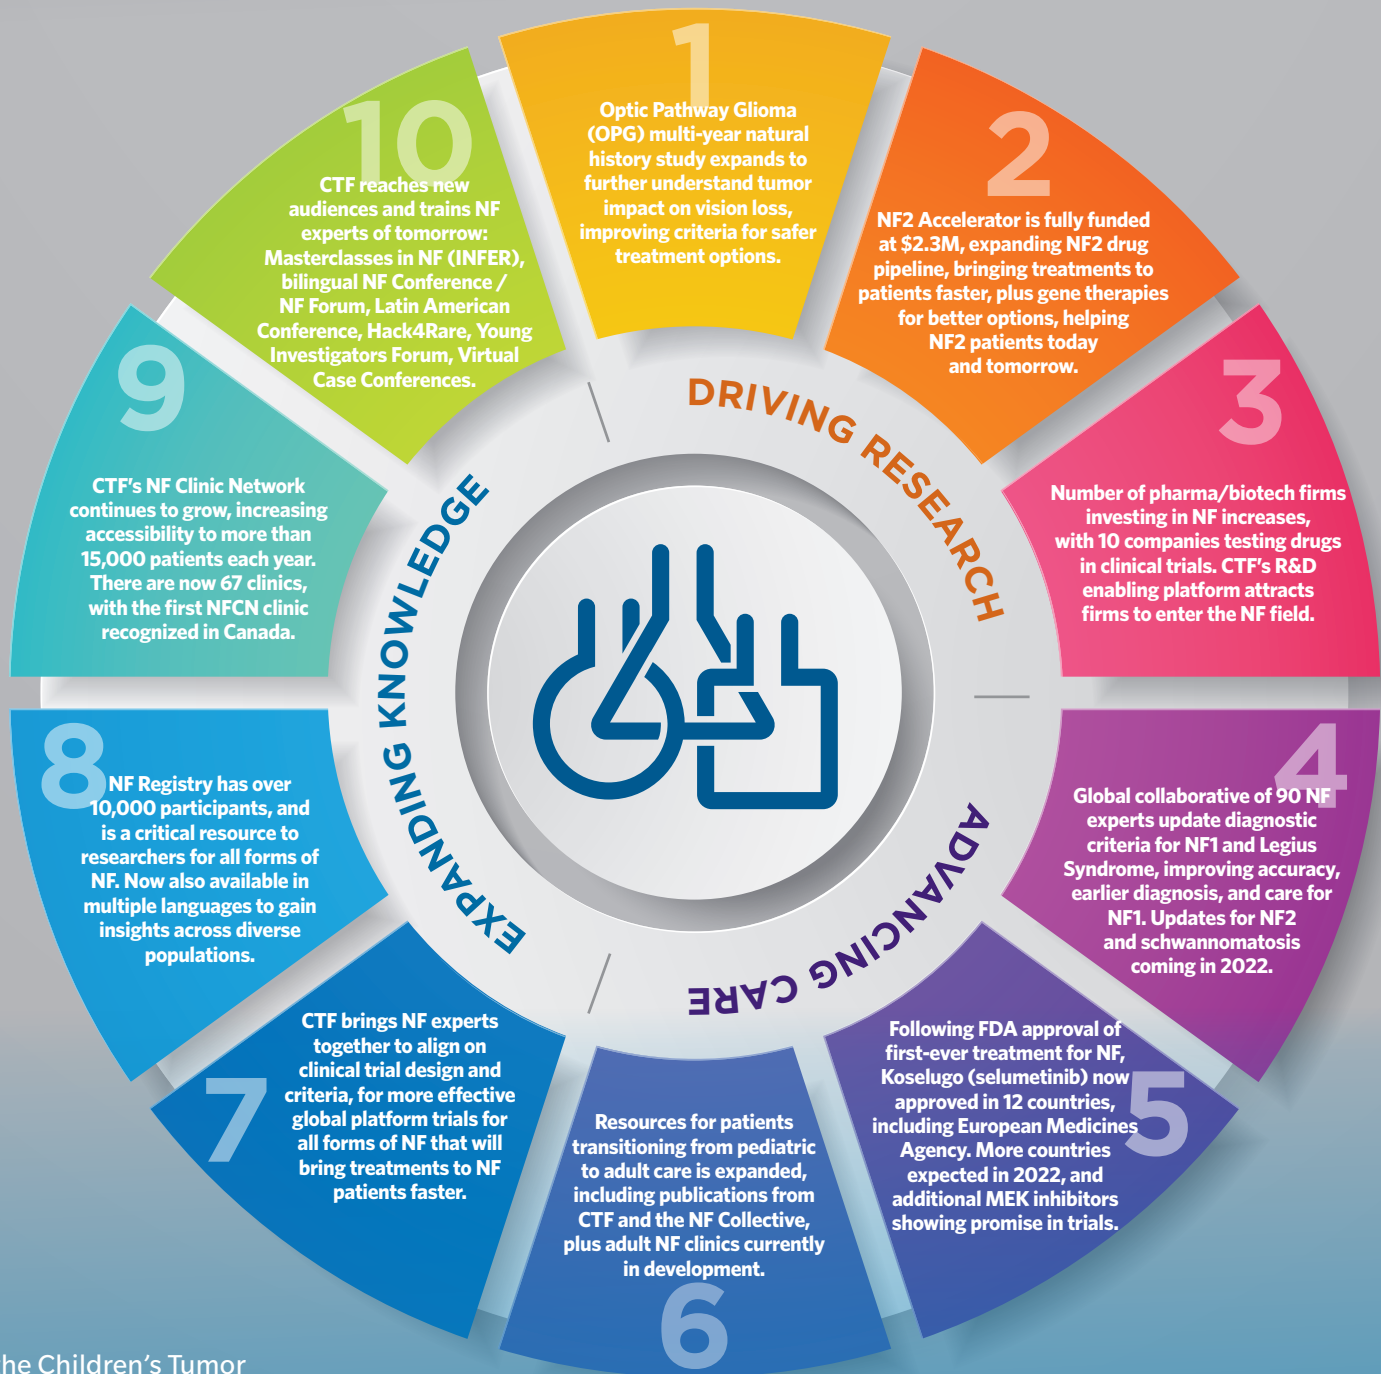 1
Optic Pathway Glioma
(OPG) multi-year natural
history study expands to
further understand tumor
impact on vision loss,
improving criteria for safer
treatment options.
2
NF2 Accelerator is fully funded
at $2.3M, expanding NF2 drug
pipeline, bringing treatments to
patients faster, plus gene therapies
for better options, helping
NF2 patients today
and tomorrow.
3
Number of pharma/biotech firms
investing in NF increases,
with 10 companies testing drugs
in clinical trials. CTF's R&D
enabling platform attracts
firms to enter the NF field.
4
Global collaborative of 90 NF
experts update diagnostic
criteria for NF1 and Legius
Syndrome, improving accuracy,
earlier diagnosis, and care for
NF1. Updates for NF2
and schwannomatosis
coming in 2022.
5
Following FDA approval of
first-ever treatment for NF,
Koselugo (selumetinib) now
approved in 12 countries,
including European Medicines
Agency. More countries
expected in 2022, and
additional MEK inhibitors
showing promise in trials.
6
Resources for patients
transitioning from pediatric
to adult care is expanded,
including publications from
CTF and the NF Collective,
plus adult NF clinics currently
in development.
7
CTF brings NF experts
together to align on
clinical trial design and
criteria, for more effective
global platform trials for
all forms of NF that will
bring treatments to NF
patients faster.
8
NF Registry has over
10,000 participants, and
is a critical resource to
researchers for all forms of
NF. Now also available in
multiple languages to gain
insights across diverse
populations.
9
CTF's NF Clinic Network
continues to grow, increasing
accessibility to more than
15,000 patients each year.
There are now 67 clinics,
with the first NFCN clinic
recognized in Canada.
10
CTF reaches new
audiences and trains NF
experts of tomorrow:
Masterclasses in NF (INFER),
bilingual NF Conference /
NF Forum, Latin American
Conference, Hack4Rare, Young
Investigators Forum, Virtual
Case Conferences.
DRIVING RESEARCH
ADVANCING CARE
EXPANDING KNOWLEDGE
he Children's Tumor